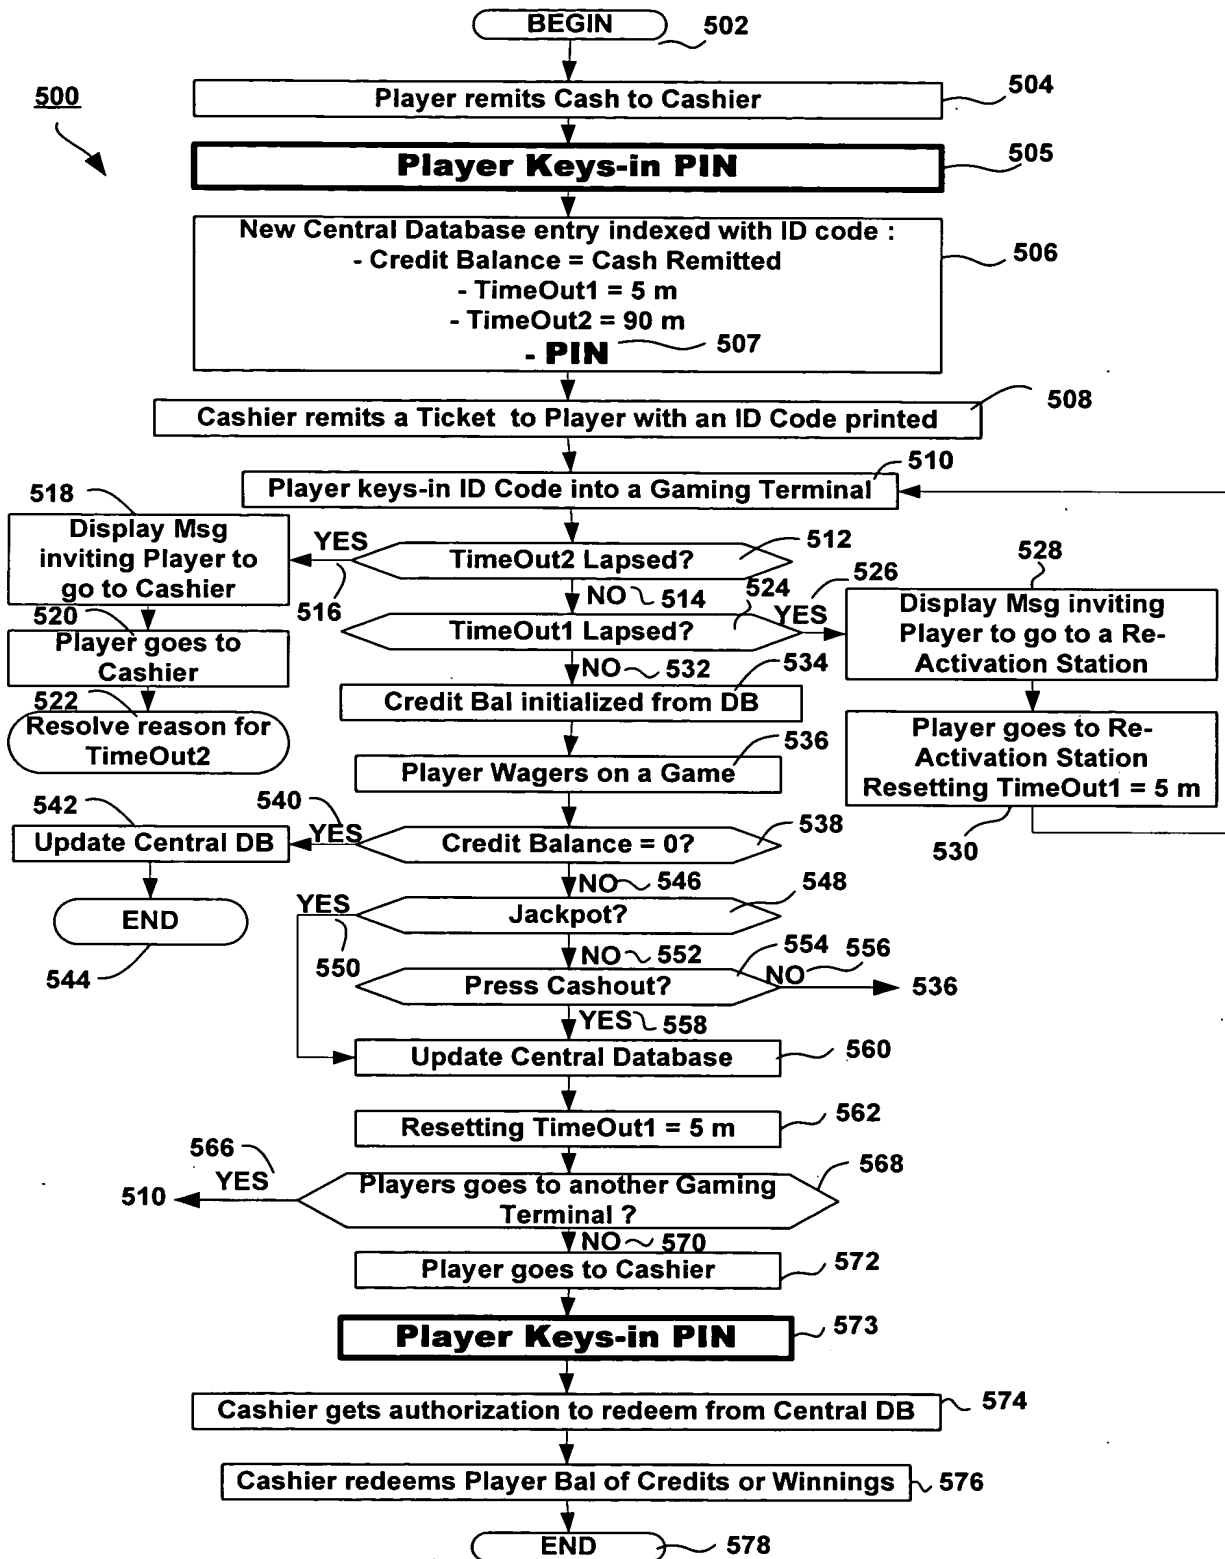 BEGIN
502
500
Player remits Cash to Cashier
504
Player Keys-in PIN
505
New Central Database entry indexed with ID code :
- Credit Balance = Cash Remitted
- TimeOut1 = 5 m
- TimeOut2 = 90 m
- PIN
507
506
Cashier remits a Ticket to Player with an ID Code printed
508
Player keys-in ID Code into a Gaming Terminal
510
518
Display Msg
inviting Player to
go to Cashier
YES
516
TimeOut2 Lapsed?
512
NO
514
524
526
YES
528
Display Msg inviting
Player to go to a Re-
Activation Station
520
Player goes to
Cashier
TimeOut1 Lapsed?
NO
532
534
522
Resolve reason for
TimeOut2
Credit Bal initialized from DB
Player goes to Re-
Activation Station
Resetting TimeOut1 = 5 m
530
536
Player Wagers on a Game
542
540
Update Central DB
YES
Credit Balance = 0?
538
NO
546
548
END
544
YES
550
Jackpot?
NO
552
554
556
Press Cashout?
NO
536
YES
558
Update Central Database
560
Resetting TimeOut1 = 5 m
562
566
YES
510
Players goes to another Gaming
Terminal ?
568
NO
570
Player goes to Cashier
572
Player Keys-in PIN
573
Cashier gets authorization to redeem from Central DB
574
Cashier redeems Player Bal of Credits or Winnings
576
END
578